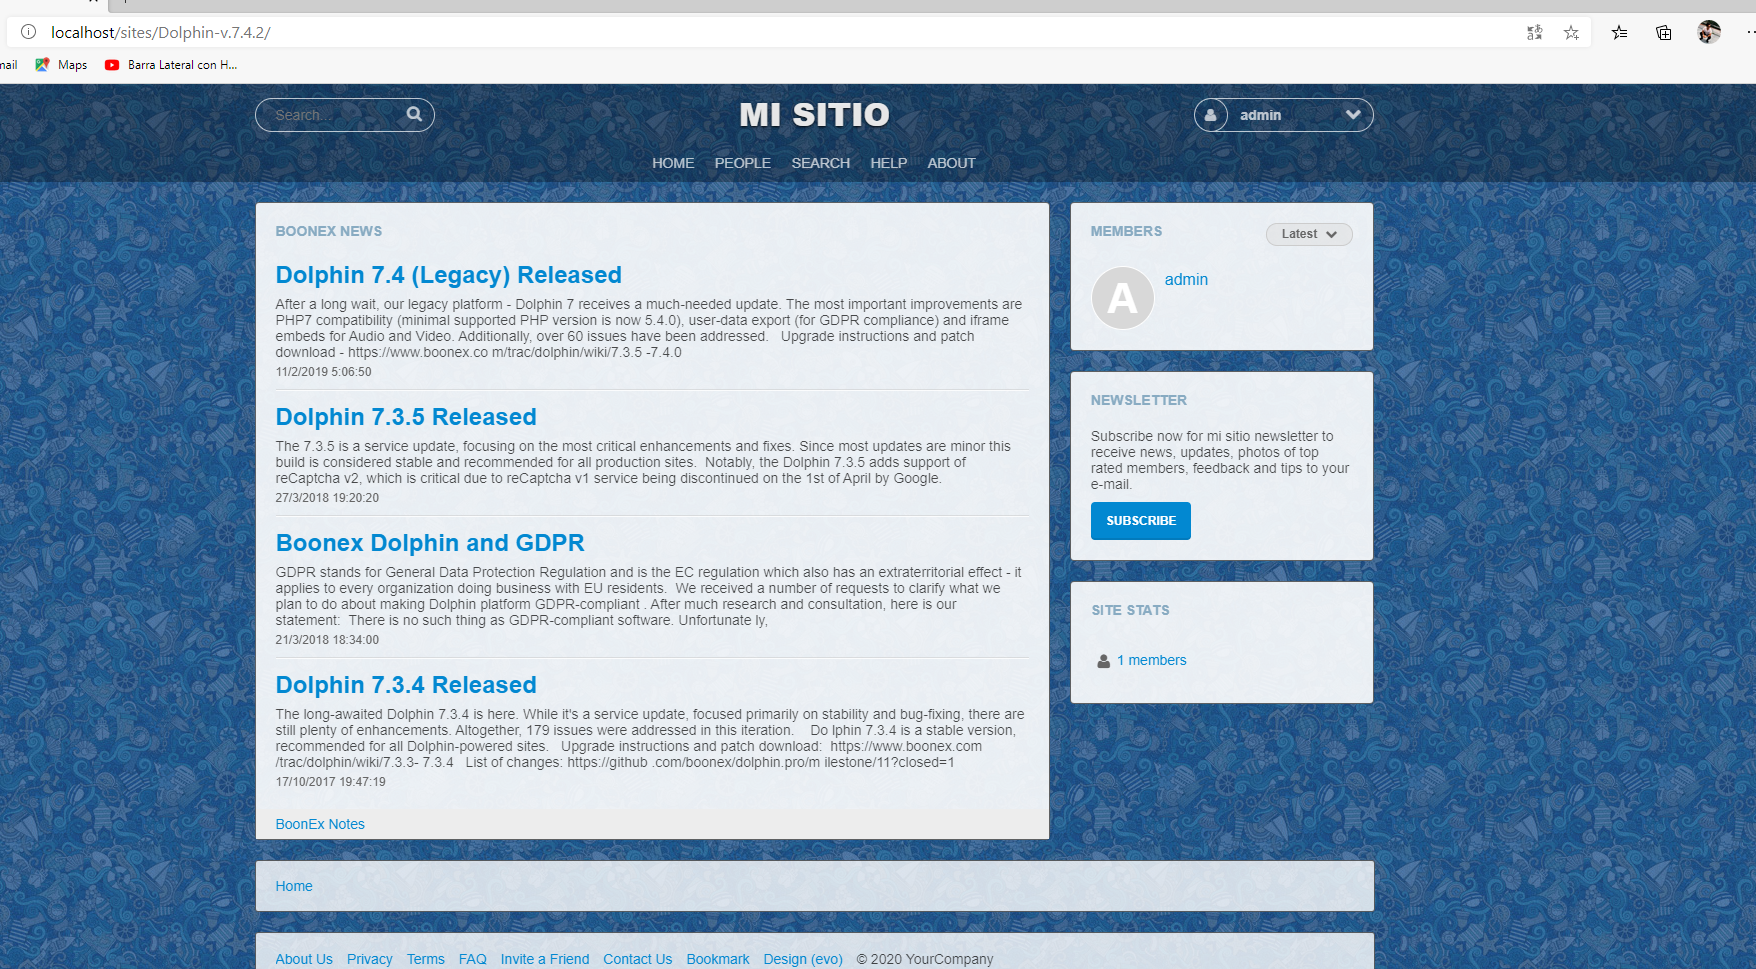 localhost/sites/Dolphin-v.7.4.2/
mail Maps Barra Lateral con H...
Search...
MI SITIO
admin
HOME PEOPLE SEARCH HELP ABOUT
BOONEX NEWS
Dolphin 7.4 (Legacy) Released
After a long wait, our legacy platform - Dolphin 7 receives a much-needed update. The most important improvements are
PHP7 compatibility (minimal supported PHP version is now 5.4.0), user-data export (for GDPR compliance) and iframe
embeds for Audio and Video. Additionally, over 60 issues have been addressed. Upgrade instructions and patch
download - https://www.boonex.co m/trac/dolphin/wiki/7.3.5 -7.4.0
11/2/2019 5:06:50
Dolphin 7.3.5 Released
The 7.3.5 is a service update, focusing on the most critical enhancements and fixes. Since most updates are minor this
build is considered stable and recommended for all production sites. Notably, the Dolphin 7.3.5 adds support of
reCaptcha v2, which is critical due to reCaptcha v1 service being discontinued on the 1st of April by Google.
27/3/2018 19:20:20
Boonex Dolphin and GDPR
GDPR stands for General Data Protection Regulation and is the EC regulation which also has an extraterritorial effect - it
applies to every organization doing business with EU residents. We received a number of requests to clarify what we
plan to do about making Dolphin platform GDPR-compliant . After much research and consultation, here is our
statement: There is no such thing as GDPR-compliant software. Unfortunate ly,
21/3/2018 18:34:00
Dolphin 7.3.4 Released
The long-awaited Dolphin 7.3.4 is here. While it's a service update, focused primarily on stability and bug-fixing, there are
still plenty of enhancements. Altogether, 179 issues were addressed in this iteration. Do lphin 7.3.4 is a stable version,
recommended for all Dolphin-powered sites. Upgrade instructions and patch download: https://www.boonex.com
/trac/dolphin/wiki/7.3.3- 7.3.4 List of changes: https://github .com/boonex/dolphin.pro/m ilestone/11?closed=1
17/10/2017 19:47:19
BoonEx Notes
MEMBERS
Latest
A
admin
NEWSLETTER
Subscribe now for mi sitio newsletter to
receive news, updates, photos of top
rated members, feedback and tips to your
e-mail.
SUBSCRIBE
SITE STATS
1 members
Home
About Us Privacy Terms FAQ Invite a Friend Contact Us Bookmark Design (evo) © 2020 YourCompany